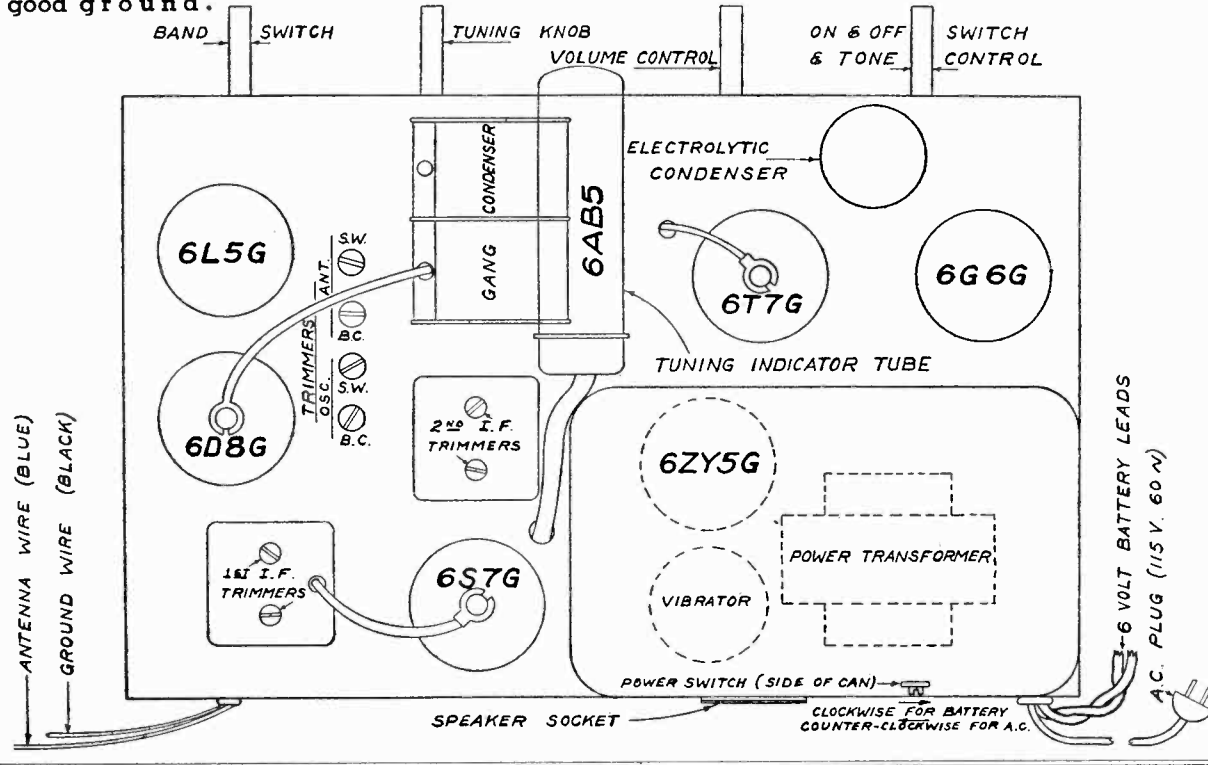 good ground.
BAND SWITCH
TUNING KNOB
VOLUME CONTROL
ON & OFF SWITCH
& TONE CONTROL
ELECTROLYTIC
CONDENSER
GANG CONDENSER
6AB5
6L5G
6T7G
6G6G
TRIMMERS
ANT.
S.W.
B.C.
OSC.
S.W.
B.C.
TUNING INDICATOR TUBE
6D8G
2ND I.F.
TRIMMERS
6ZY5G
POWER TRANSFORMER
VIBRATOR
1ST I.F.
TRIMMERS
6S7G
ANTENNA WIRE (BLUE)
GROUND WIRE (BLACK)
6 VOLT BATTERY LEADS
A.C. PLUG (115 V. 60 N)
POWER SWITCH (SIDE OF CAN)
SPEAKER SOCKET
CLOCKWISE FOR BATTERY
COUNTER-CLOCKWISE FOR A.C.